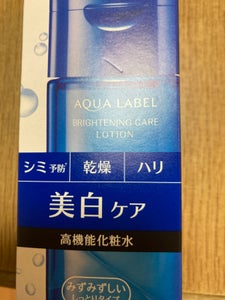 AQUA LABEL
BRIGHTENING CARE
LOTION
シミ予防* 乾燥 ハリ
美白ケア
高機能化粧水
みずみずしい
しっとりタイプ